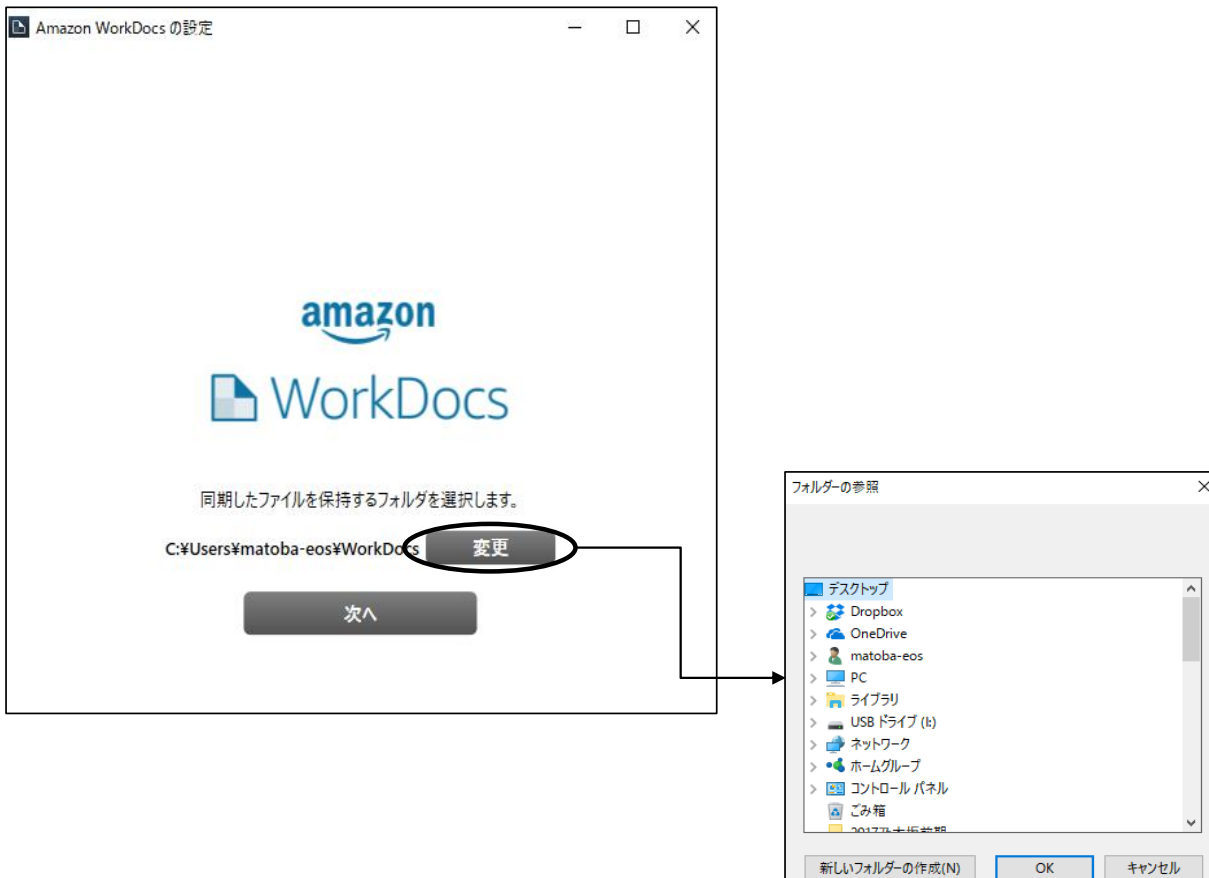 Amazon WorkDocs の設定
amazon
WorkDocs
同期したファイルを保持するフォルダを選択します。
C:¥Users¥matoba-eos¥WorkDocs 変更
次へ
フォルダーの参照
デスクトップ
Dropbox
OneDrive
matoba-eos
PC
ライブラリ
USB ドライブ (I:)
ネットワーク
ホームグループ
コントロール パネル
ごみ箱
新しいフォルダーの作成(N) OK キャンセル